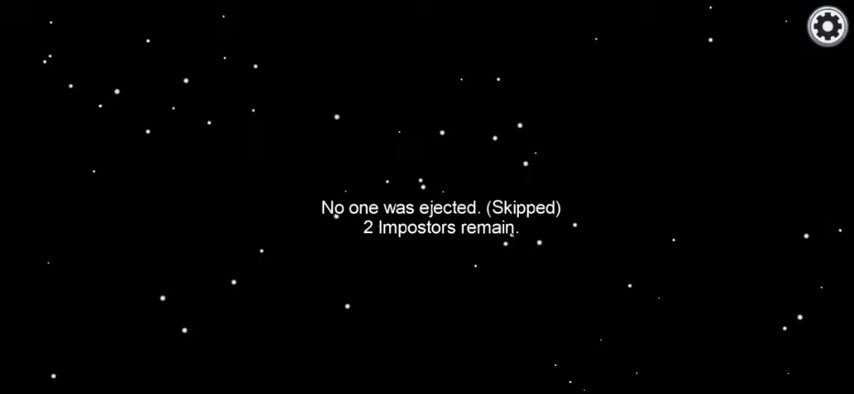 No one was ejected. (Skipped)
2 Impostors remain.